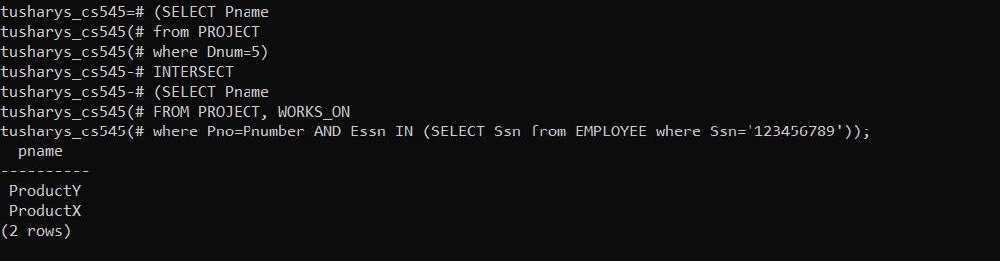 tusharys_cs545=# (SELECT Pname
tusharys_cs545(# from PROJECT
tusharys_cs545(# where Dnum=5)
tusharys_cs545-# INTERSECT
tusharys_cs545-# (SELECT Pname
tusharys_cs545(# FROM PROJECT, WORKS_ON
tusharys_cs545(# where Pno=Pnumber AND Essn IN (SELECT Ssn from EMPLOYEE where Ssn='123456789'));
  pname
----------
 ProductY
 ProductX
(2 rows)